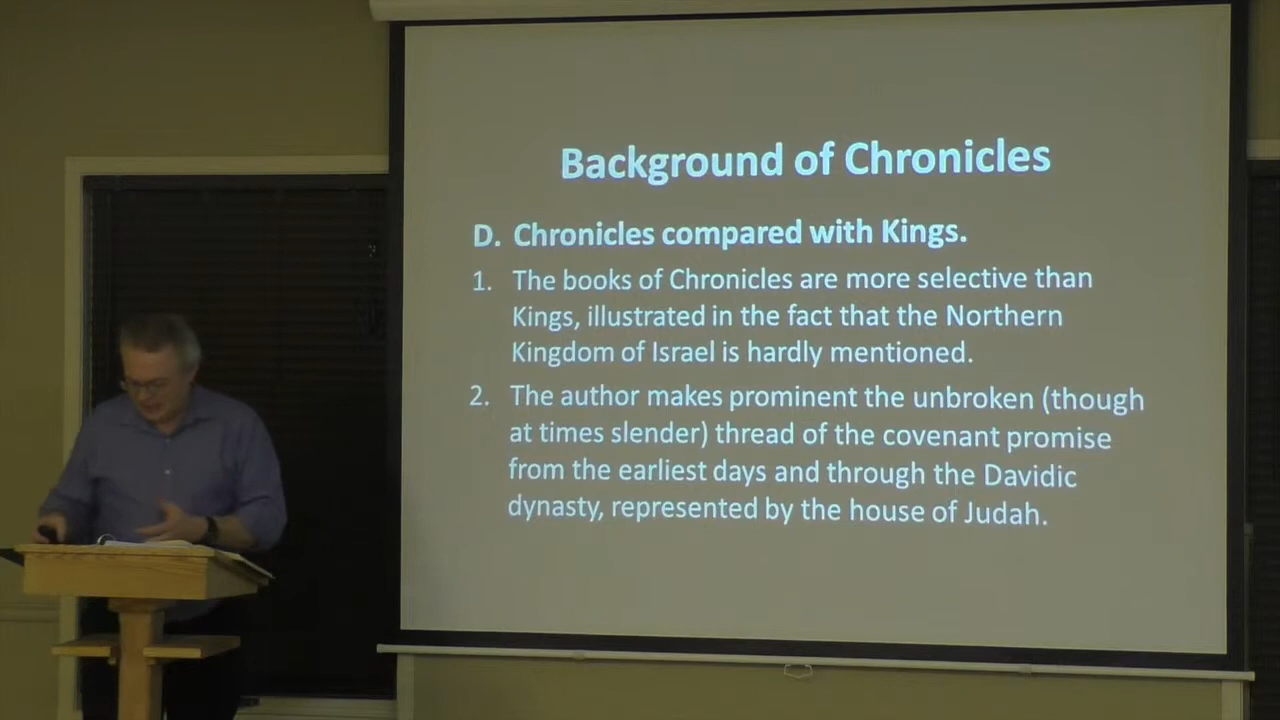 Background of Chronicles
D. Chronicles compared with Kings.
1. The books of Chronicles are more selective than
Kings, illustrated in the fact that the Northern
Kingdom of Israel is hardly mentioned.
2. The author makes prominent the unbroken (though
at times slender) thread of the covenant promise
from the earliest days and through the Davidic
dynasty, represented by the house of Judah.